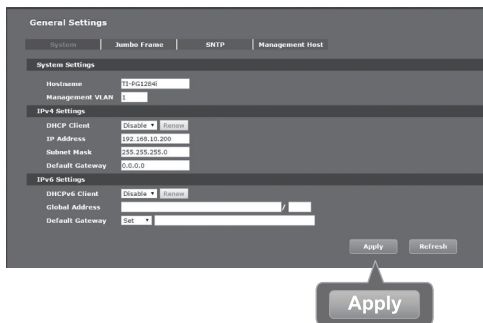 General Settings
System Jumbo Frame SNTP Management Host
System Settings
Hostname TI-PG1284i
Management VLAN 1
IPv4 Settings
DHCP Client Disable Renew
IP Address 192.168.10.200
Subnet Mask 255.255.255.0
Default Gateway 0.0.0.0
IPv6 Settings
DHCPv6 Client Disable Renew
Global Address /
Default Gateway Set
Apply Refresh
Apply